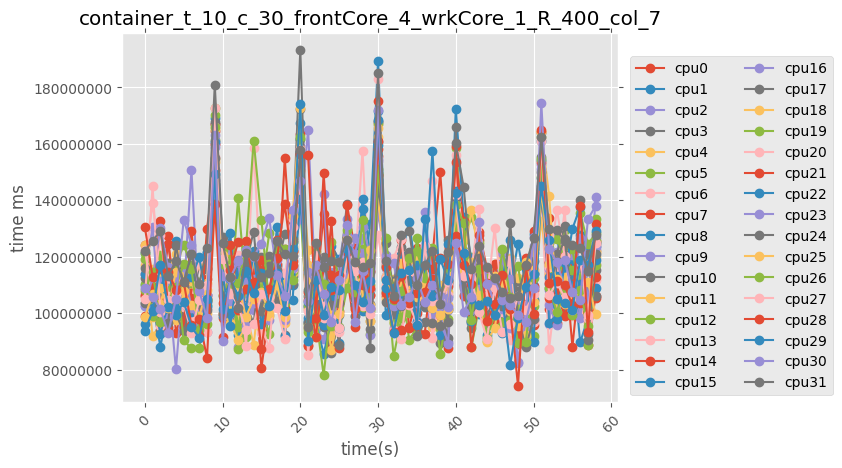 container_t_10_c_30_frontCore_4_wrkCore_1_R_400_col_7
time ms
180000000
160000000
140000000
120000000
100000000
80000000
0 10 20 30 40 50 60
time(s)
cpu0 cpu16
cpu1 cpu17
cpu2 cpu18
cpu3 cpu19
cpu4 cpu20
cpu5 cpu21
cpu6 cpu22
cpu7 cpu23
cpu8 cpu24
cpu9 cpu25
cpu10 cpu26
cpu11 cpu27
cpu12 cpu28
cpu13 cpu29
cpu14 cpu30
cpu15 cpu31